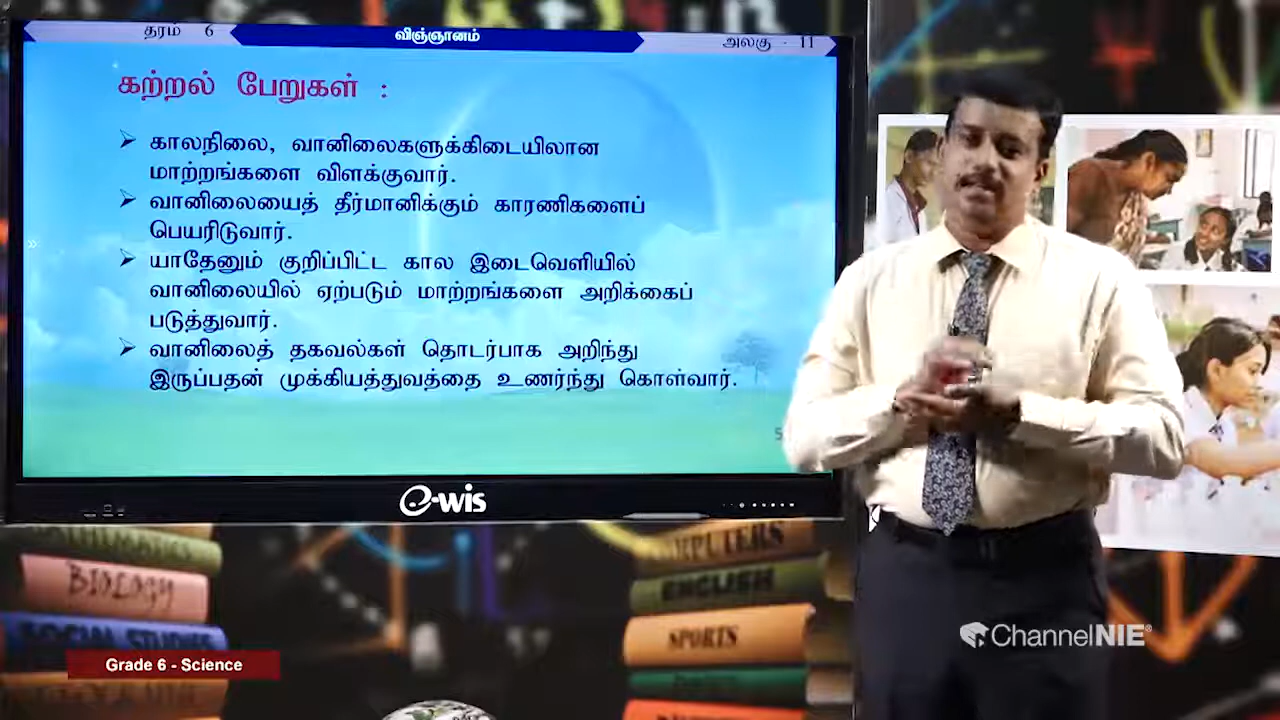 தரம் 6
விஞ்ஞானம்
அலகு - 11
கற்றல் பேறுகள் :
➢ காலநிலை, வானிலைகளுக்கிடையிலான
மாற்றங்களை விளக்குவார்.
➢ வானிலையைத் தீர்மானிக்கும் காரணிகளைப்
பெயரிடுவார்.
➢ யாதேனும் குறிப்பிட்ட கால இடைவெளியில்
வானிலையில் ஏற்படும் மாற்றங்களை அறிக்கைப்
படுத்துவார்.
➢ வானிலைத் தகவல்கள் தொடர்பாக அறிந்து
இருப்பதன் முக்கியத்துவத்தை உணர்ந்து கொள்வார்.
5
e-wis
MATHEMATICS
BIOLOGY
SOCIAL STUDIES
ENGLISH
SPORTS
Grade 6 - Science
ChannelNIE®